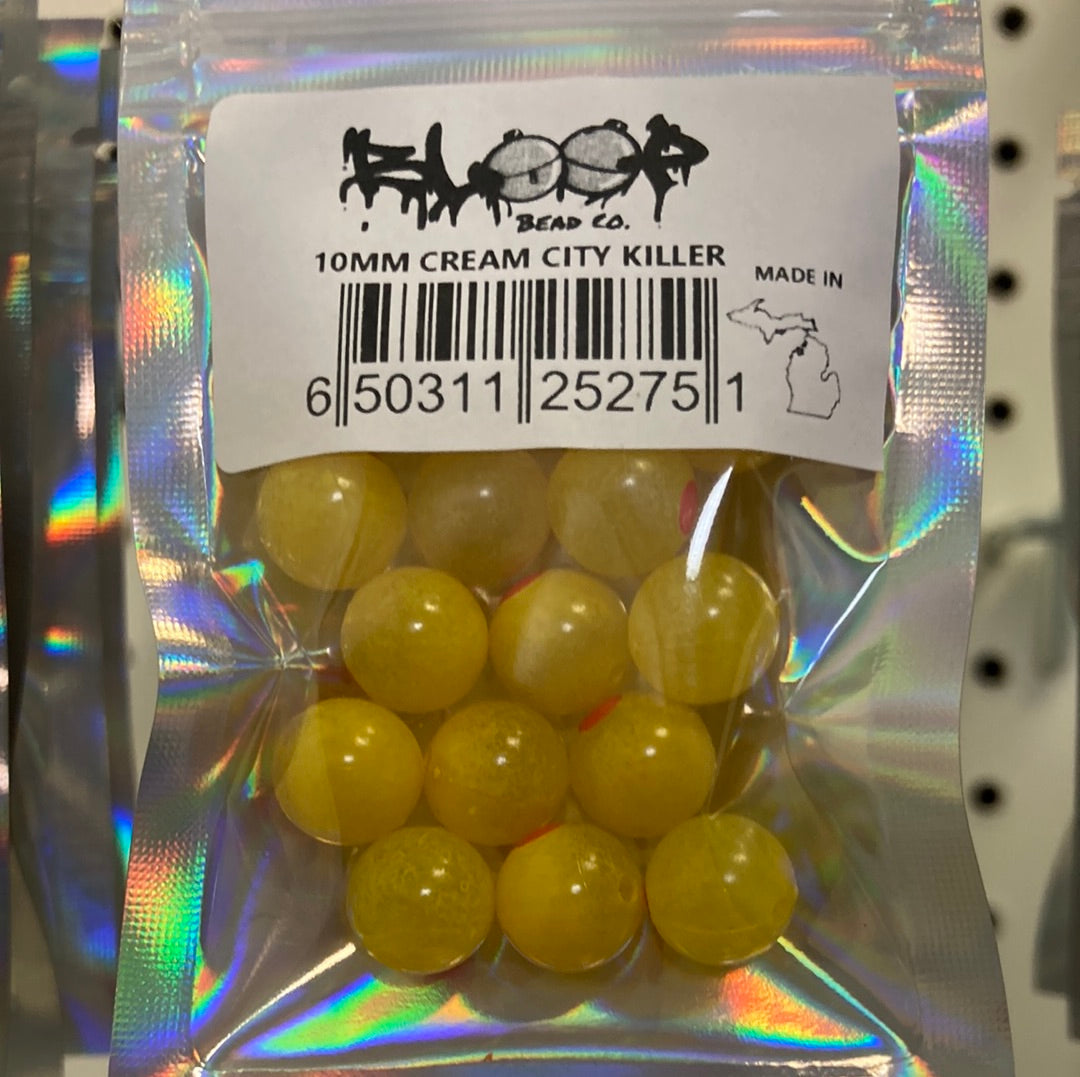 BLOOP
BEAD CO.
10MM CREAM CITY KILLER
MADE IN
6 50311 25275 1